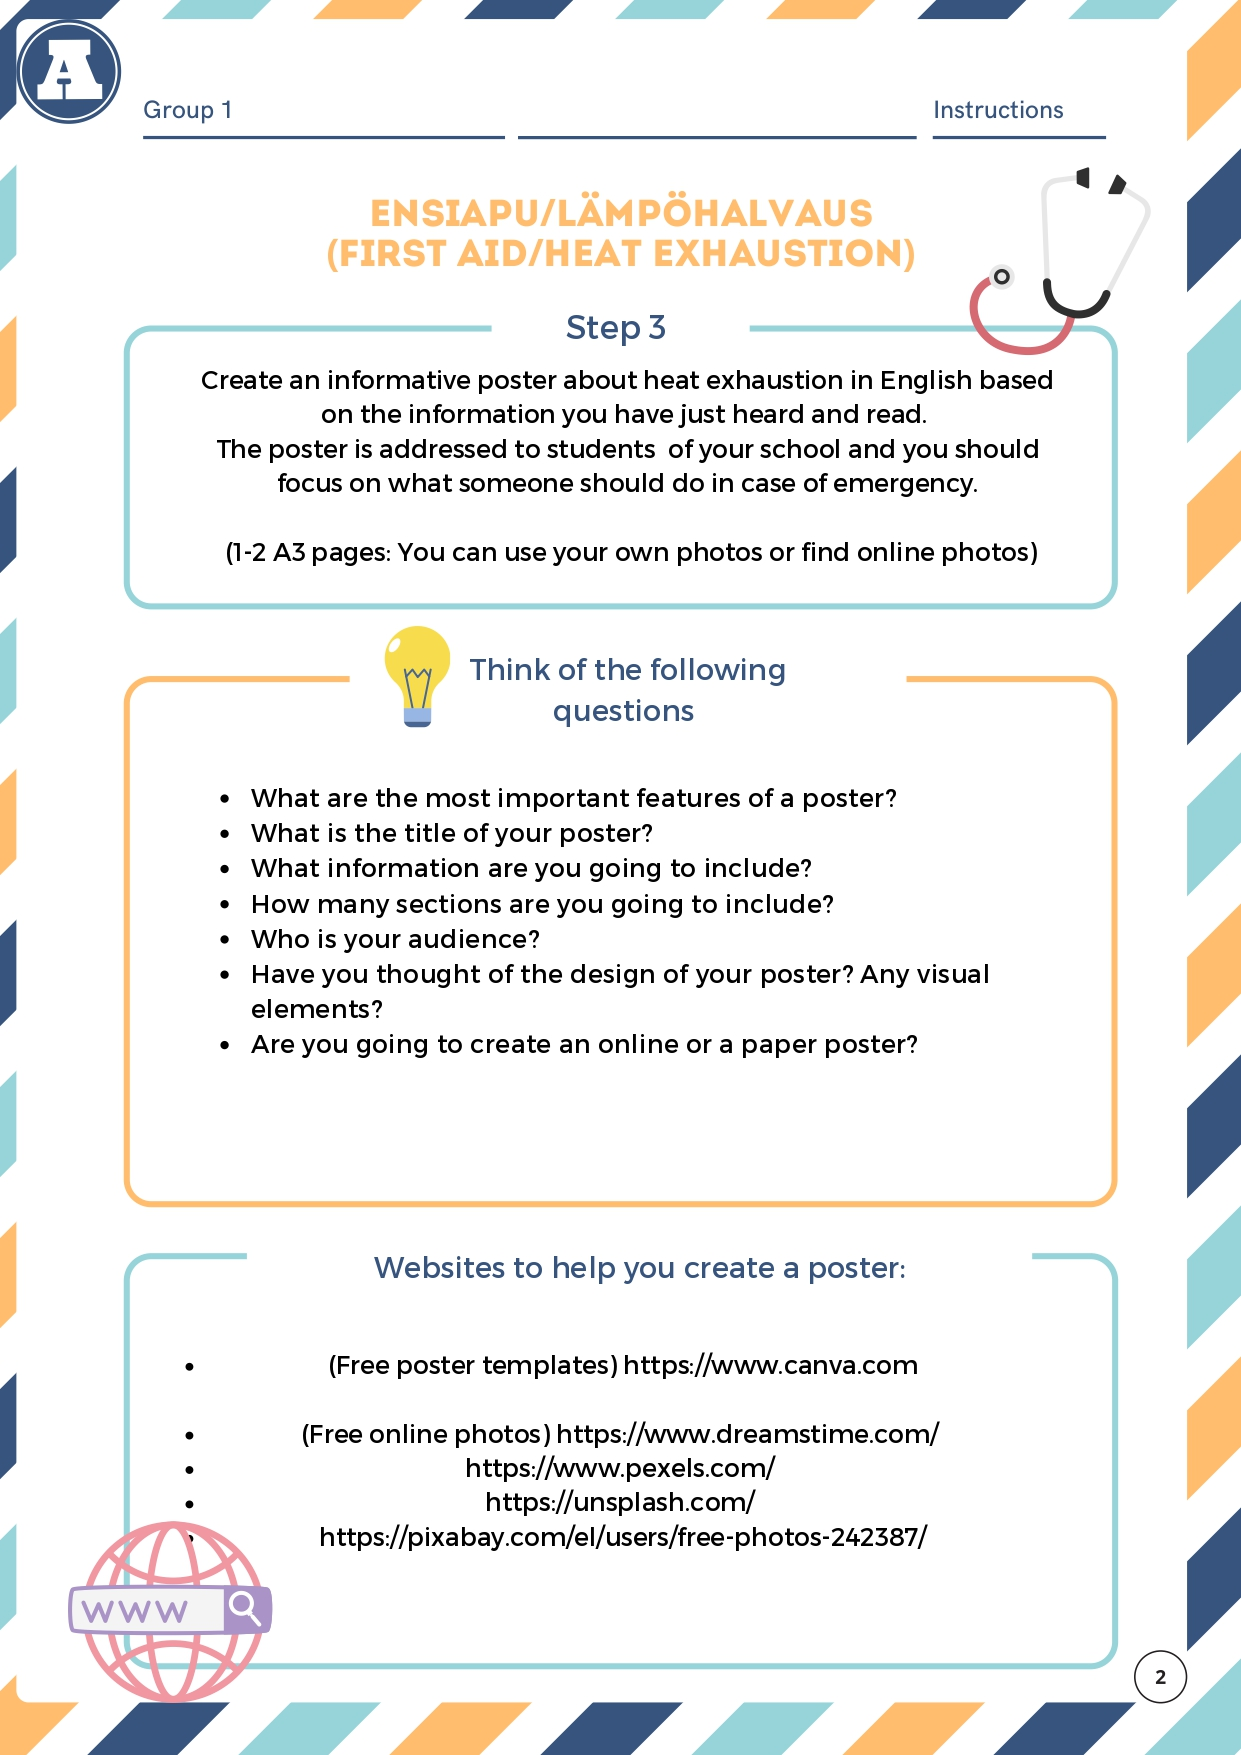 A
Group 1
Instructions
ENSIAPU/LÄMPÖHALVAUS
(FIRST AID/HEAT EXHAUSTION)
Step 3
Create an informative poster about heat exhaustion in English based
on the information you have just heard and read.
The poster is addressed to students  of your school and you should
focus on what someone should do in case of emergency.
(1-2 A3 pages: You can use your own photos or find online photos)
Think of the following
questions
• What are the most important features of a poster?
• What is the title of your poster?
• What information are you going to include?
• How many sections are you going to include?
• Who is your audience?
• Have you thought of the design of your poster? Any visual
elements?
• Are you going to create an online or a paper poster?
Websites to help you create a poster:
• (Free poster templates) https://www.canva.com
• (Free online photos) https://www.dreamstime.com/
• https://www.pexels.com/
• https://unsplash.com/
• https://pixabay.com/el/users/free-photos-242387/
WWW
2